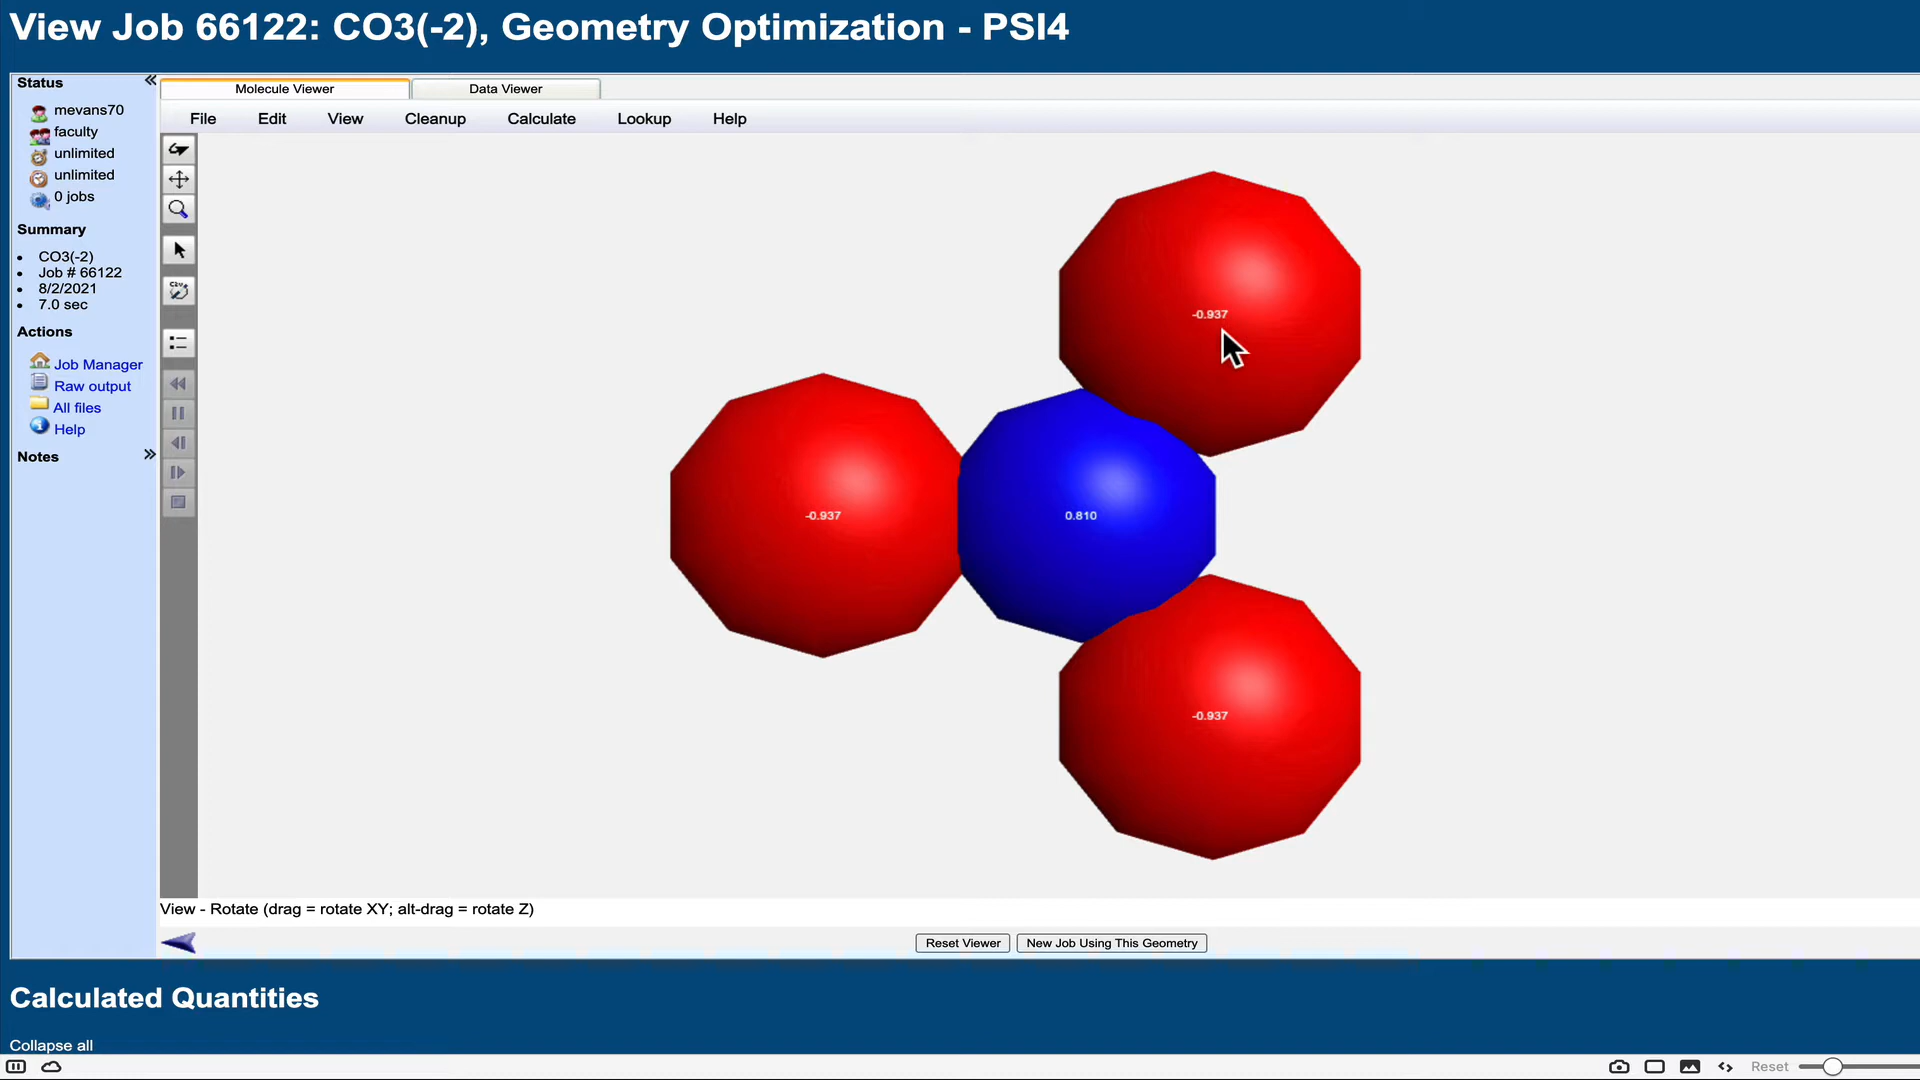 View Job 66122: CO3(-2), Geometry Optimization - PSI4
Status
mevans70
faculty
unlimited
unlimited
0 jobs
Summary
CO3(-2)
Job # 66122
8/2/2021
7.0 sec
Actions
Job Manager
Raw output
All files
Help
Notes
Molecule Viewer
Data Viewer
File Edit View Cleanup Calculate Lookup Help
-0.937
-0.937
0.810
-0.937
View - Rotate (drag = rotate XY; alt-drag = rotate Z)
Reset Viewer
New Job Using This Geometry
Calculated Quantities
Collapse all
Reset